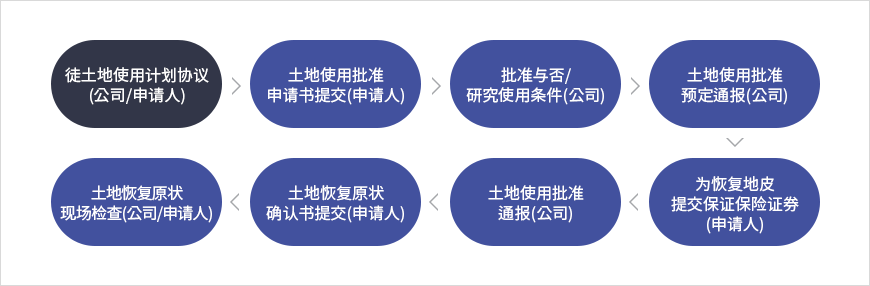 徒土地使用计划协议
(公司/申请人)
土地使用批准
申请书提交(申请人)
批准与否/
研究使用条件(公司)
土地使用批准
预定通报(公司)
为恢复地皮
提交保证保险证券
(申请人)
土地使用批准
通报(公司)
土地恢复原状
确认书提交(申请人)
土地恢复原状
现场检查(公司/申请人)